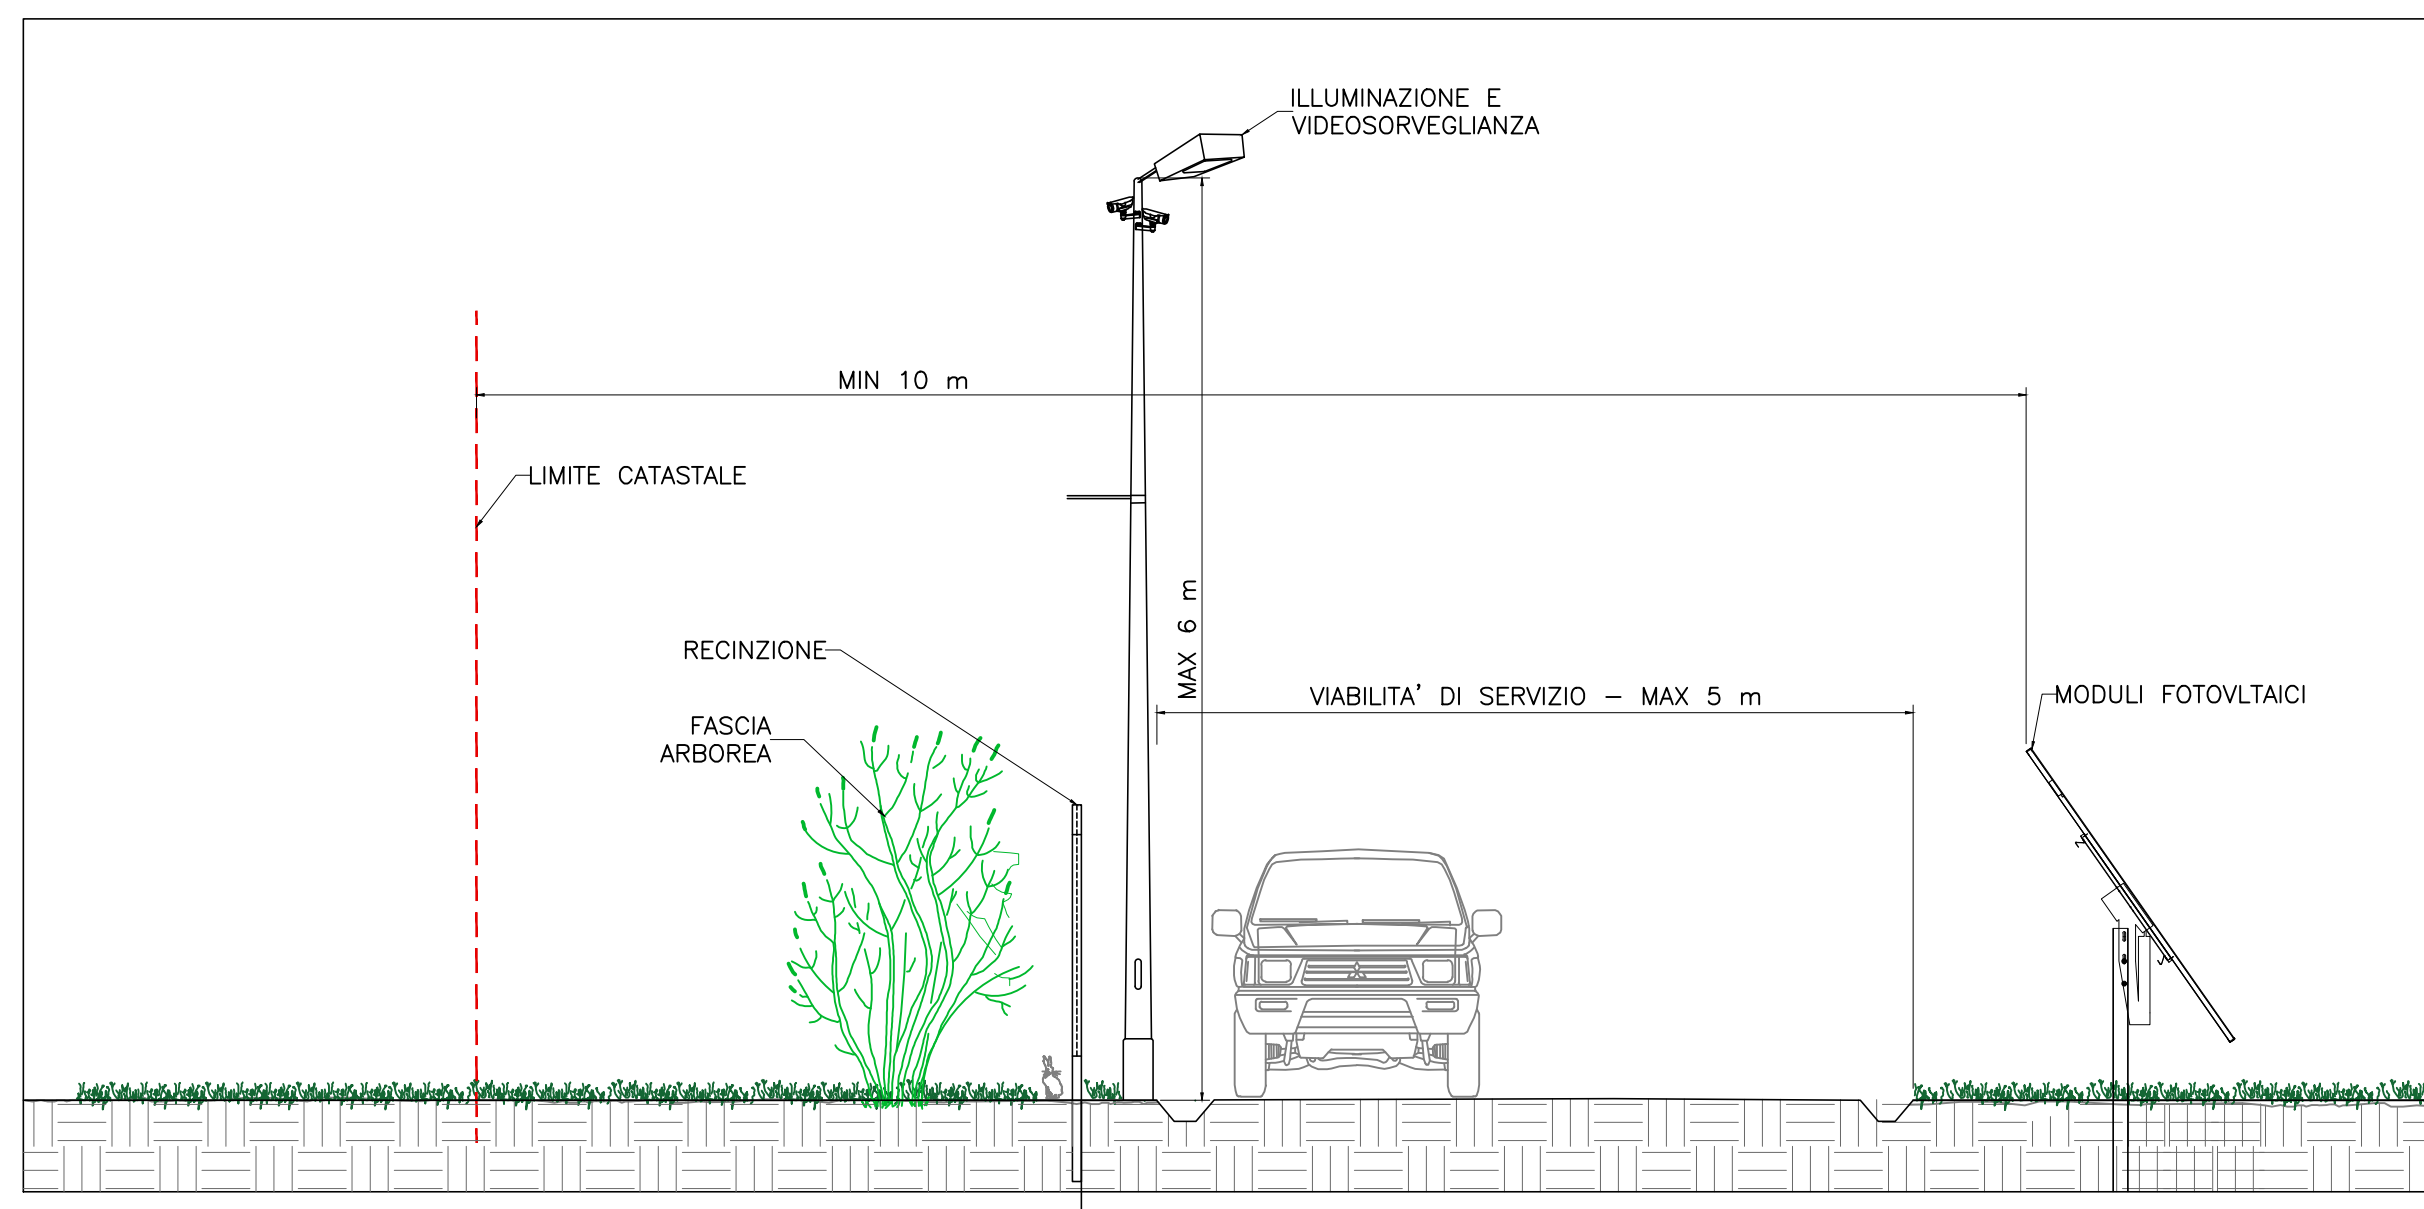 ILLUMINAZIONE E
VIDEOSORVEGLIANZA
MIN 10 m
LIMITE CATASTALE
RECINZIONE
MAX 6 m
VIABILITA' DI SERVIZIO – MAX 5 m
MODULI FOTOVLTAICI
FASCIA
ARBOREA